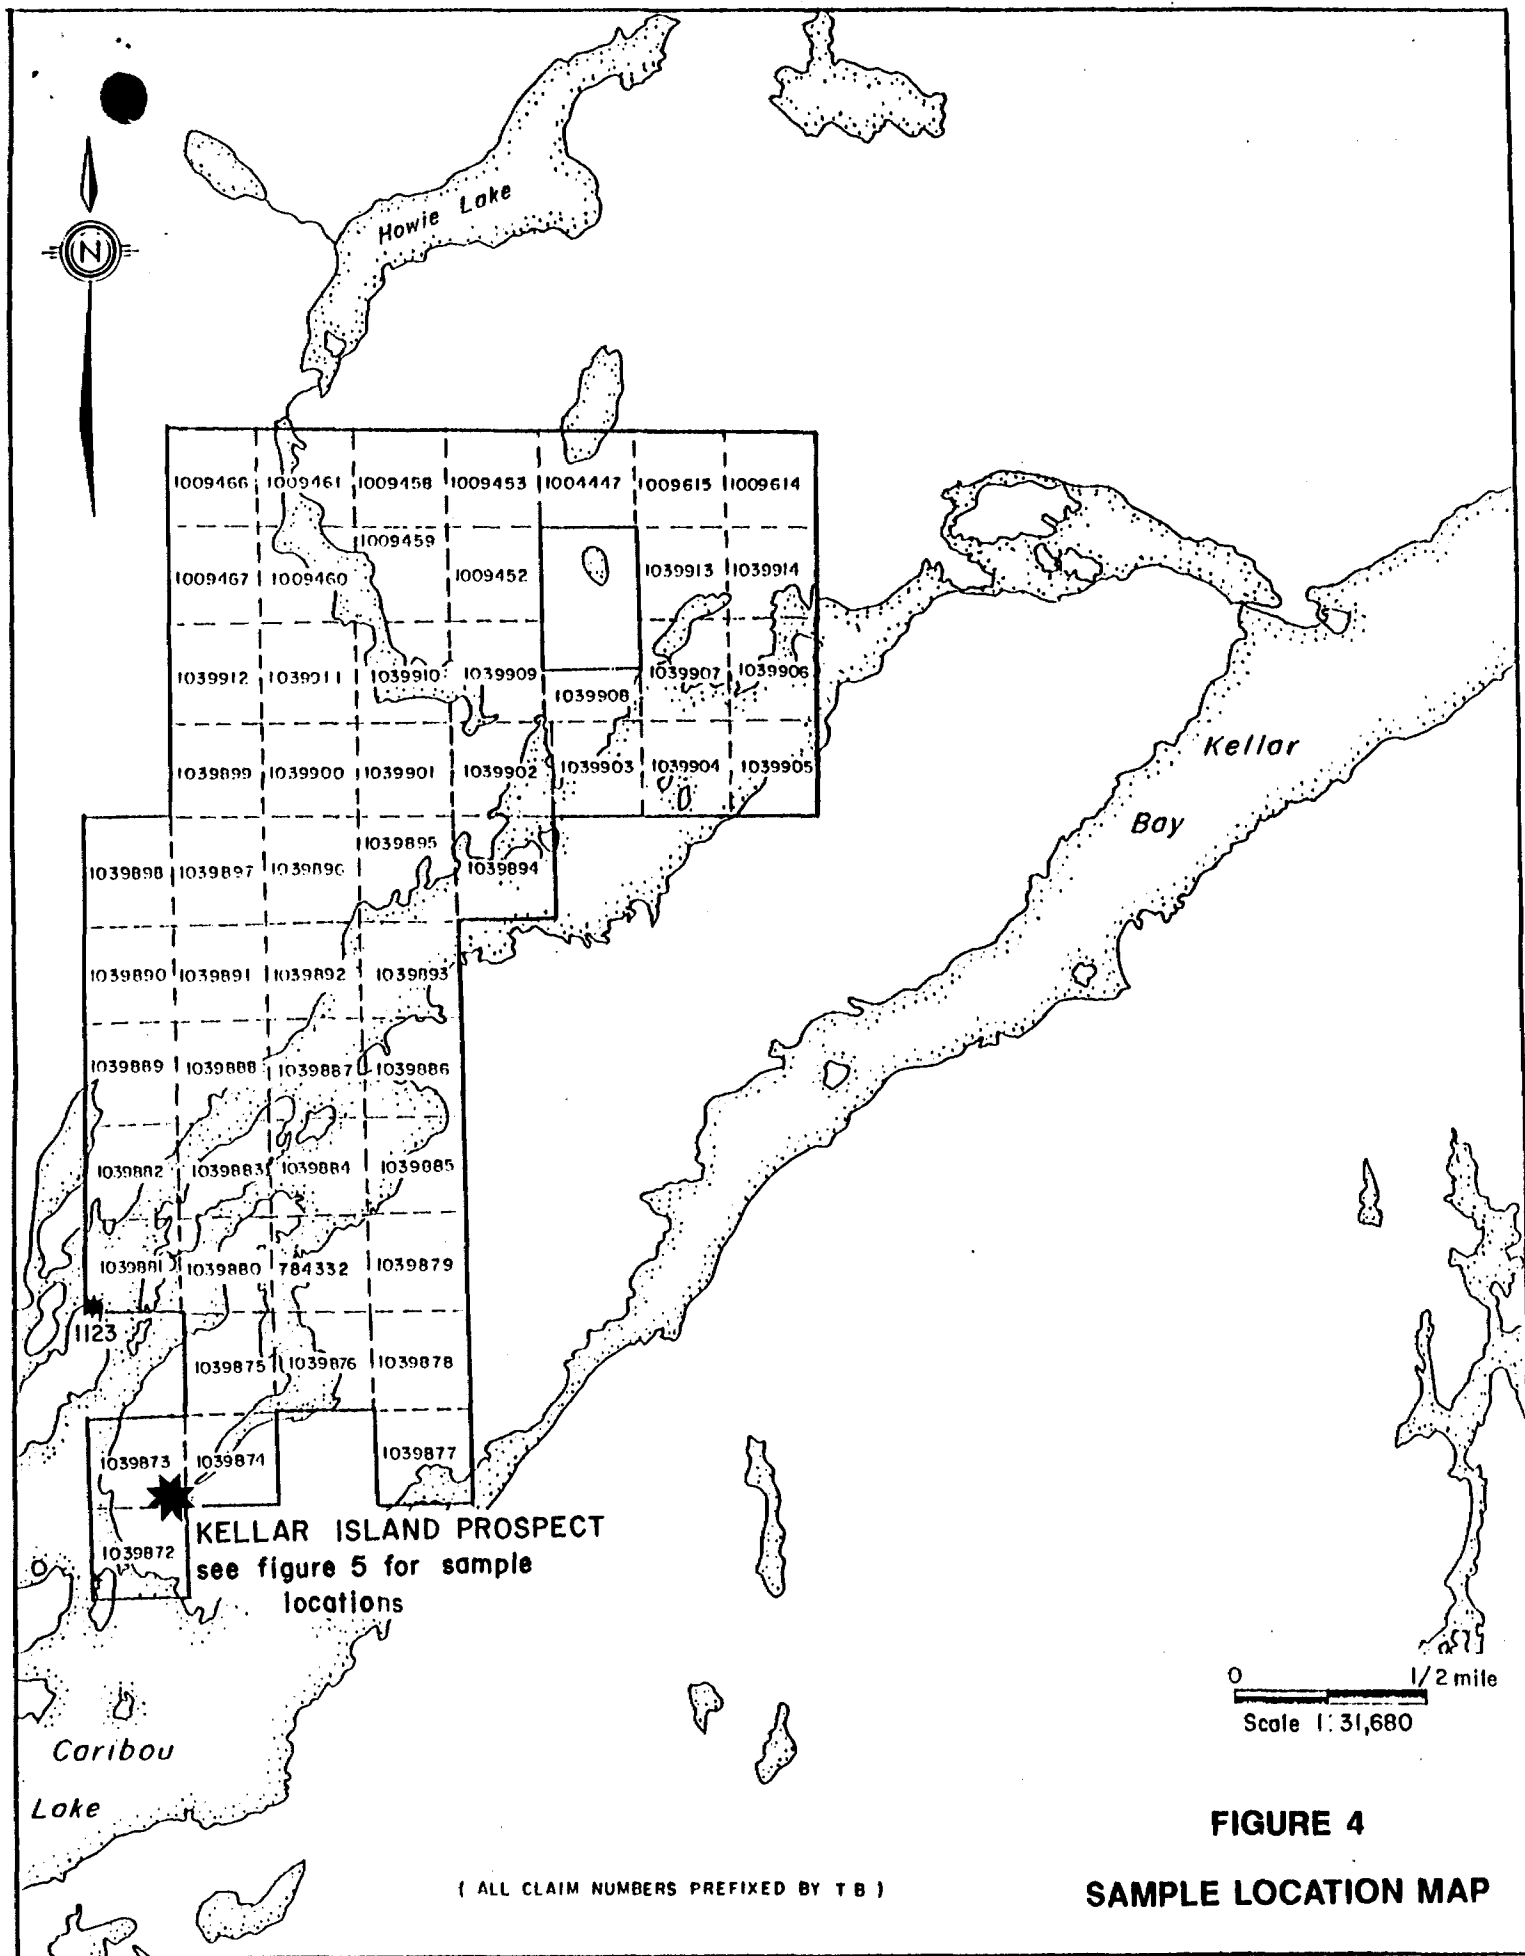 Howie Lake
N
1009466 1009461 1009458 1009453 1004447 1009615 1009614
1009459
1009467 1009460 1009452 1039913 1039914
1039912 1039911 1039910 1039909 1039907 1039906
1039908
1039899 1039900 1039901 1039902 1039903 1039904 1039905
Kellar
Bay
1039895
1039898 1039897 1039896 1039894
1039890 1039891 1039892 1039893
1039889 1039888 1039887 1039886
1039882 1039883 1039884 1039885
1039881 1039880 784332 1039879
1123
1039875 1039876 1039878
1039873 1039874 1039877
KELLAR ISLAND PROSPECT
1039872
see figure 5 for sample
locations
0 1/2 mile
Scale 1:31,680
Caribou
Lake
FIGURE 4
( ALL CLAIM NUMBERS PREFIXED BY T B )
SAMPLE LOCATION MAP